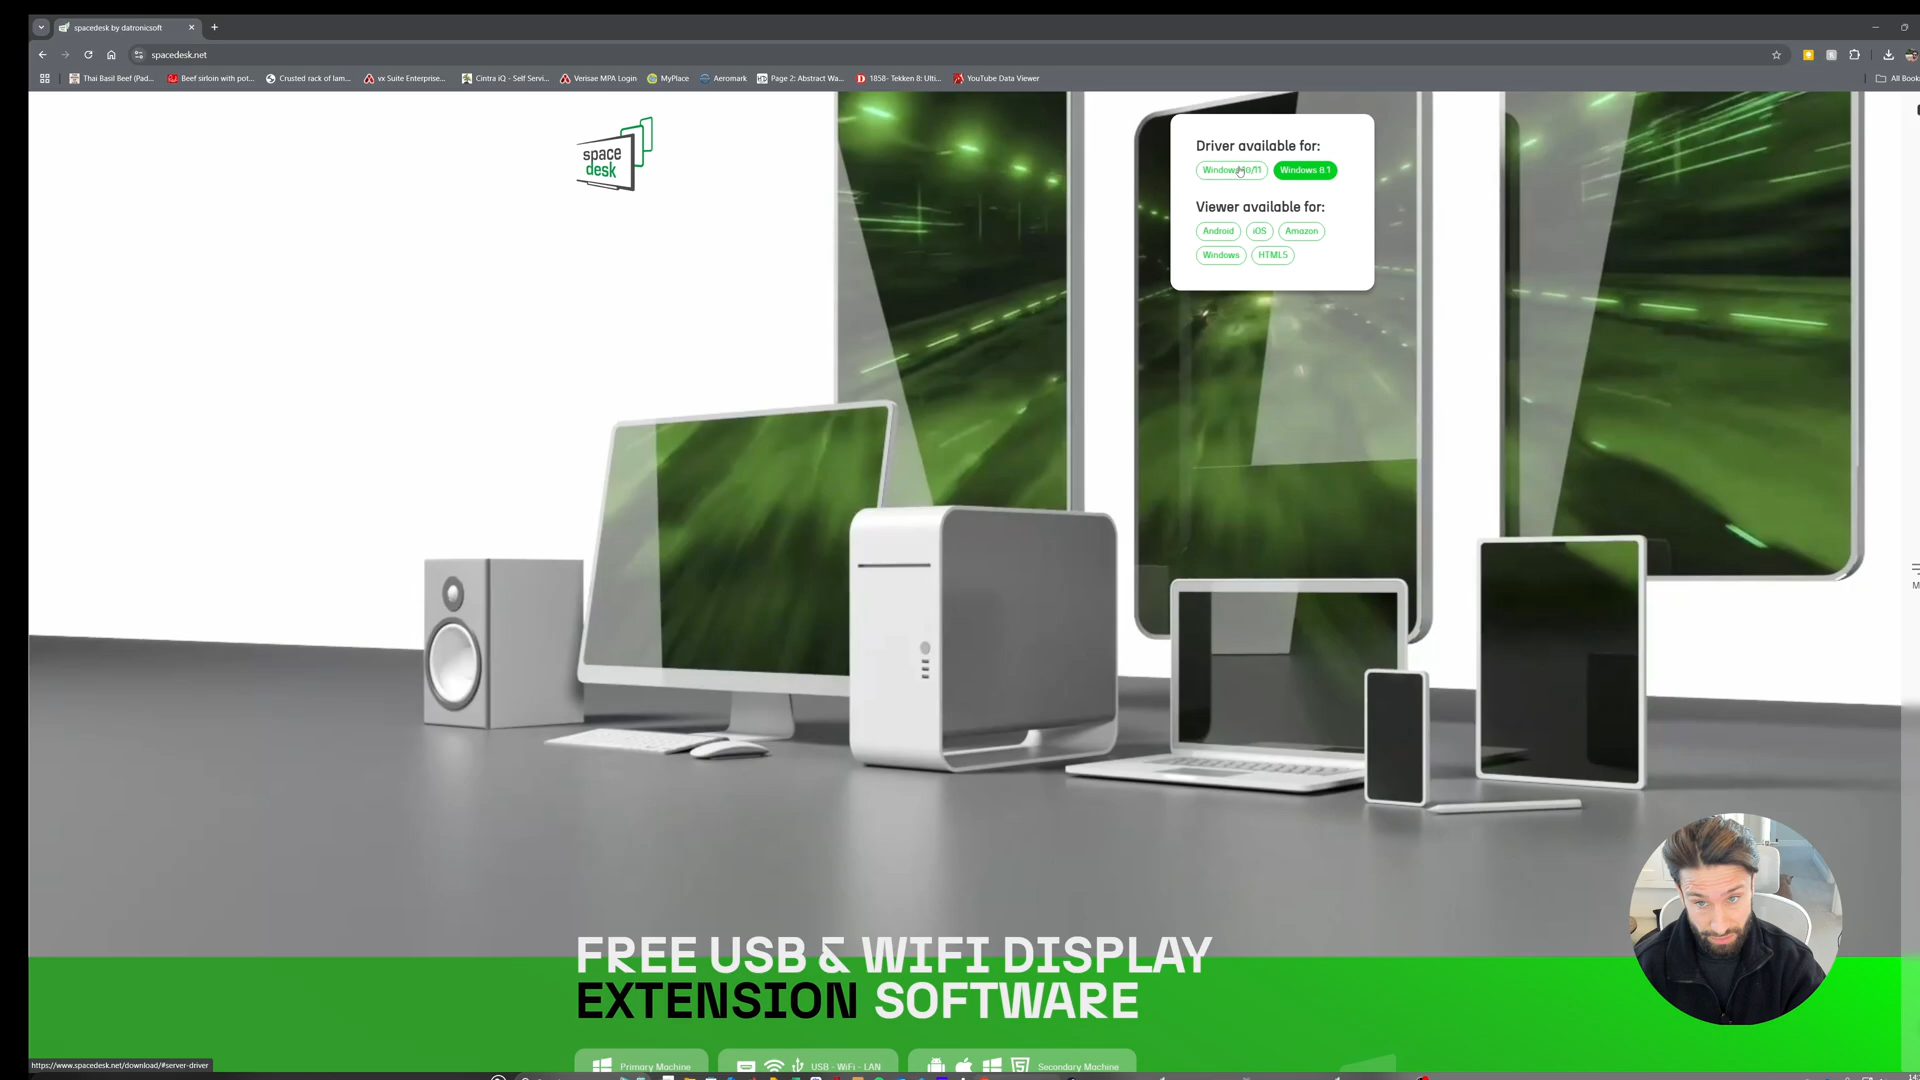 spacedesk by datronicsoft
spacedesk.net
Thai Basil Beef (Pad...
Beef sirloin with pot...
Crusted rack of lam...
vx Suite Enterprise...
Cintra iQ - Self Servi...
Verisae MPA Login
MyPlace
Aeromark
Page 2: Abstract Wa...
1858- Tekken 8: Ulti...
YouTube Data Viewer
All Book
space
desk
Driver available for:
Windows 10/11
Windows 8.1
Viewer available for:
Android
iOS
Amazon
Windows
HTML5
FREE USB & WIFI DISPLAY
EXTENSION SOFTWARE
Primary Machine
USB - WiFi - LAN
Secondary Machine
https://www.spacedesk.net/download/#server-driver